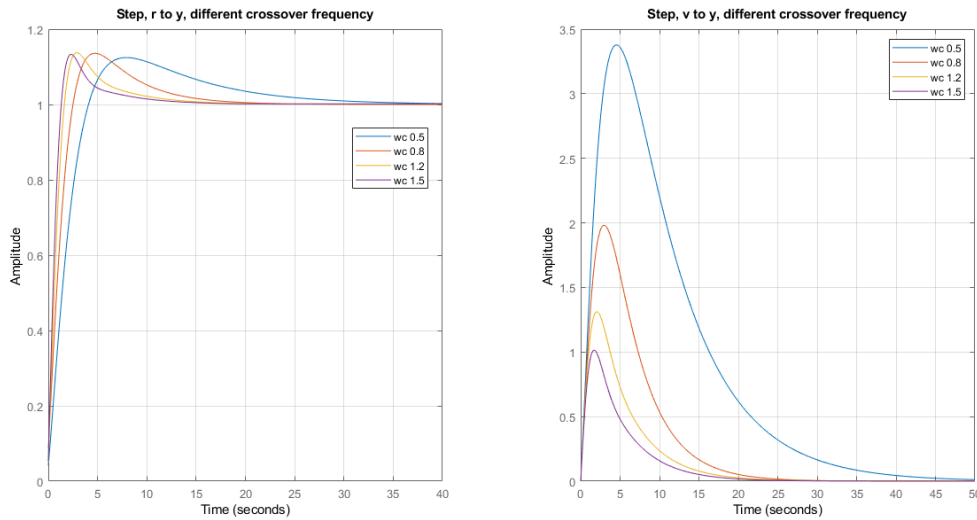 Step, r to y, different crossover frequency
1.2
1
0.8
0.6
0.4
0.2
0
Amplitude
wc 0.5
wc 0.8
wc 1.2
wc 1.5
0 5 10 15 20 25 30 35 40
Time (seconds)
Step, v to y, different crossover frequency
3.5
3
2.5
2
1.5
1
0.5
0
Amplitude
wc 0.5
wc 0.8
wc 1.2
wc 1.5
0 5 10 15 20 25 30 35 40 45 50
Time (seconds)